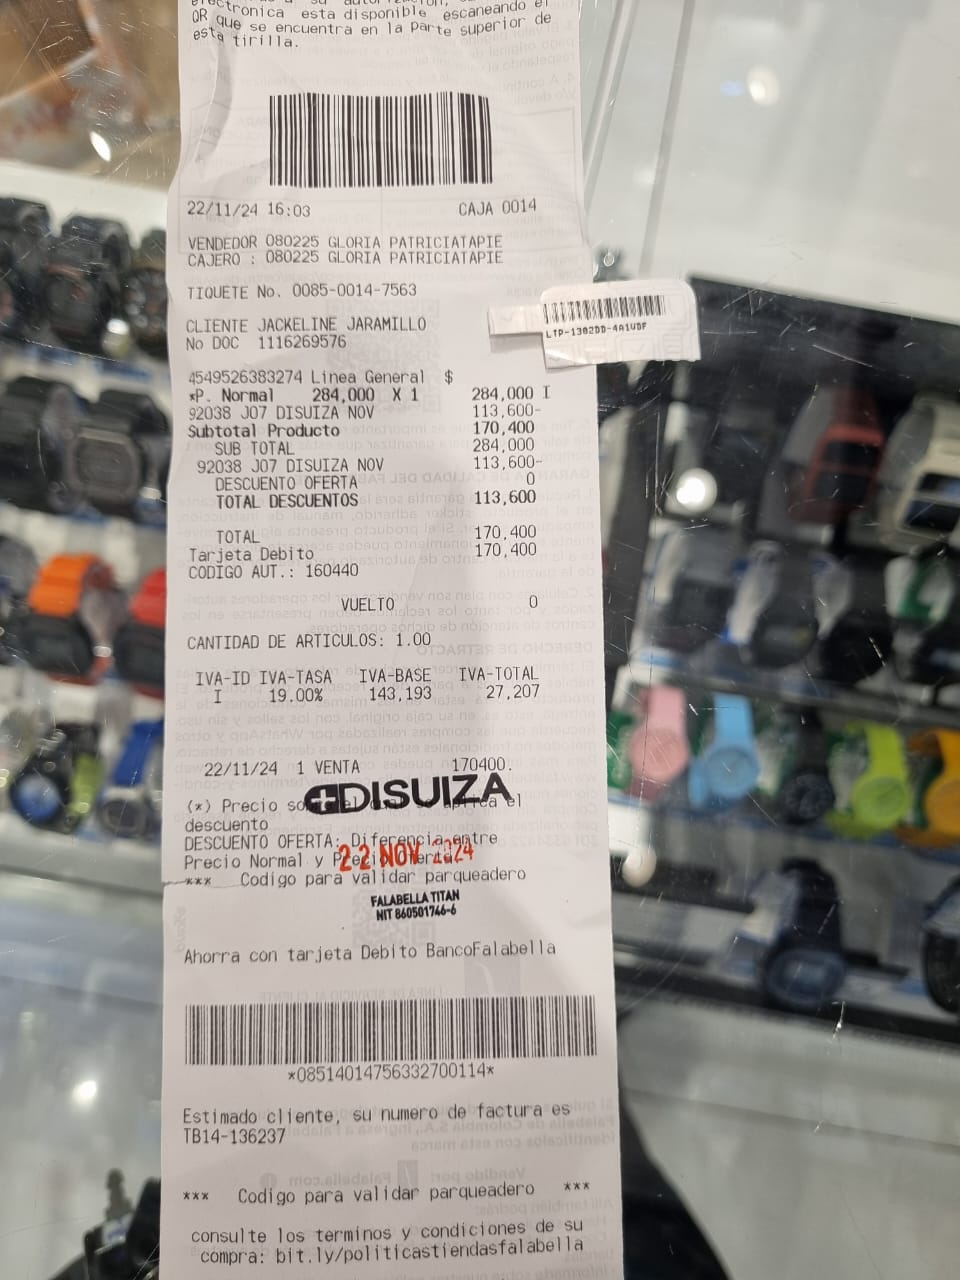 esta disponible escaneando el
QR que se encuentra en la parte superior de
esta tirilla.
22/11/24 16:03 CAJA 0014
VENDEDOR 080225 GLORIA PATRICIATAPIE
CAJERO : 080225 GLORIA PATRICIATAPIE
TIQUETE No. 0085-0014-7563
CLIENTE JACKELINE JARAMILLO
No DOC 1116269576
LTP-1302DD-4A1VDF
4549526383274 Linea General $
*P. Normal 284,000 X 1 284,000 I
92038 J07 DISUIZA NOV 113,600-
Subtotal Producto 170,400
SUB TOTAL 284,000
92038 J07 DISUIZA NOV 113,600-
DESCUENTO OFERTA 0
TOTAL DESCUENTOS 113,600
TOTAL 170,400
Tarjeta Debito 170,400
CODIGO AUT.: 160440
VUELTO 0
CANTIDAD DE ARTICULOS: 1.00
IVA-ID IVA-TASA IVA-BASE IVA-TOTAL
I 19.00% 143,193 27,207
22/11/24 1 VENTA 170400.
DISUIZA
(*) Precio el
descuento
DESCUENTO OFERTA: Diferencia entre
Precio Normal y
22 NOV 2024
*** Codigo para validar parqueadero
FALABELLA TITAN
NIT 860501746-6
Ahorra con tarjeta Debito BancoFalabella
*08514014756332700114*
Estimado cliente, su numero de factura es
TB14-136237
*** Codigo para validar parqueadero ***
consulte los terminos y condiciones de su
compra: bit.ly/politicastiendasfalabella